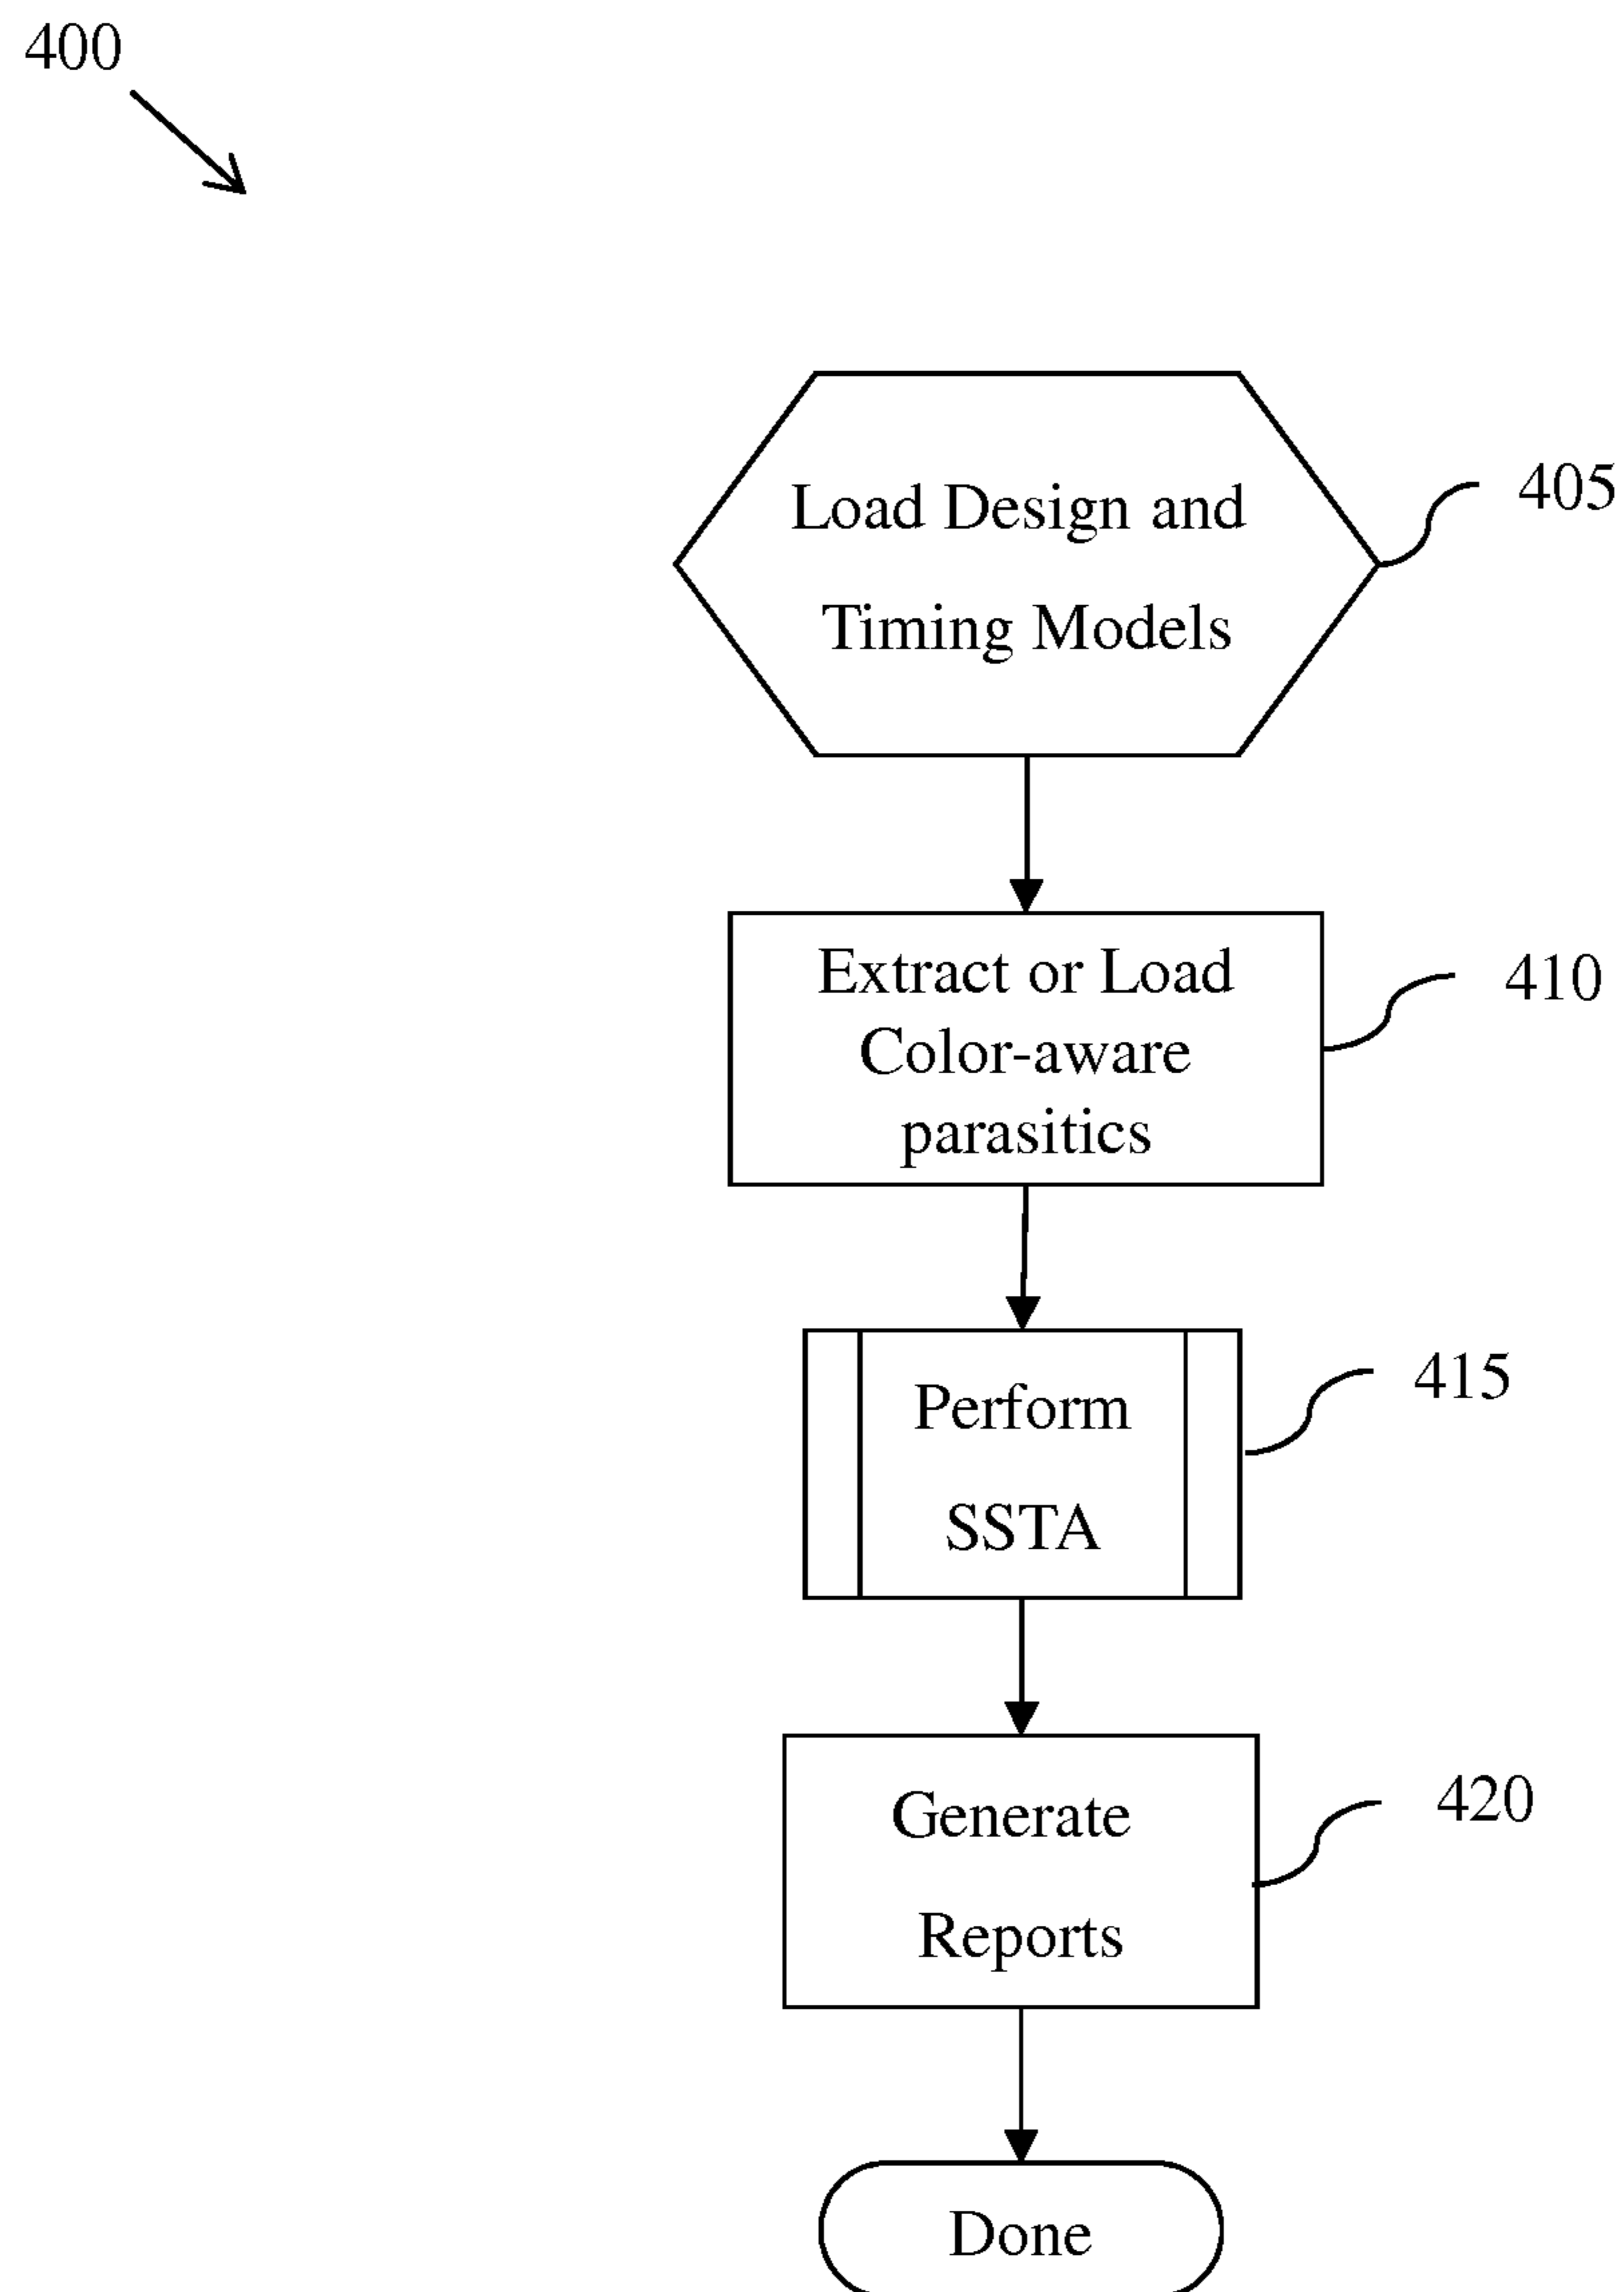 400
Load Design and
Timing Models
405
Extract or Load
Color-aware
parasitics
410
Perform
SSTA
415
Generate
Reports
420
Done